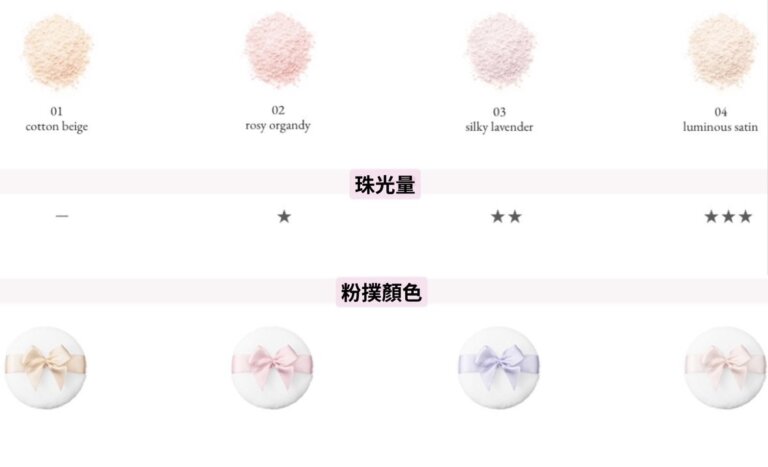 01
cotton beige
02
rosy organdy
03
silky lavender
04
luminous satin
珠光量
— ★ ★★ ★★★
粉撲顏色